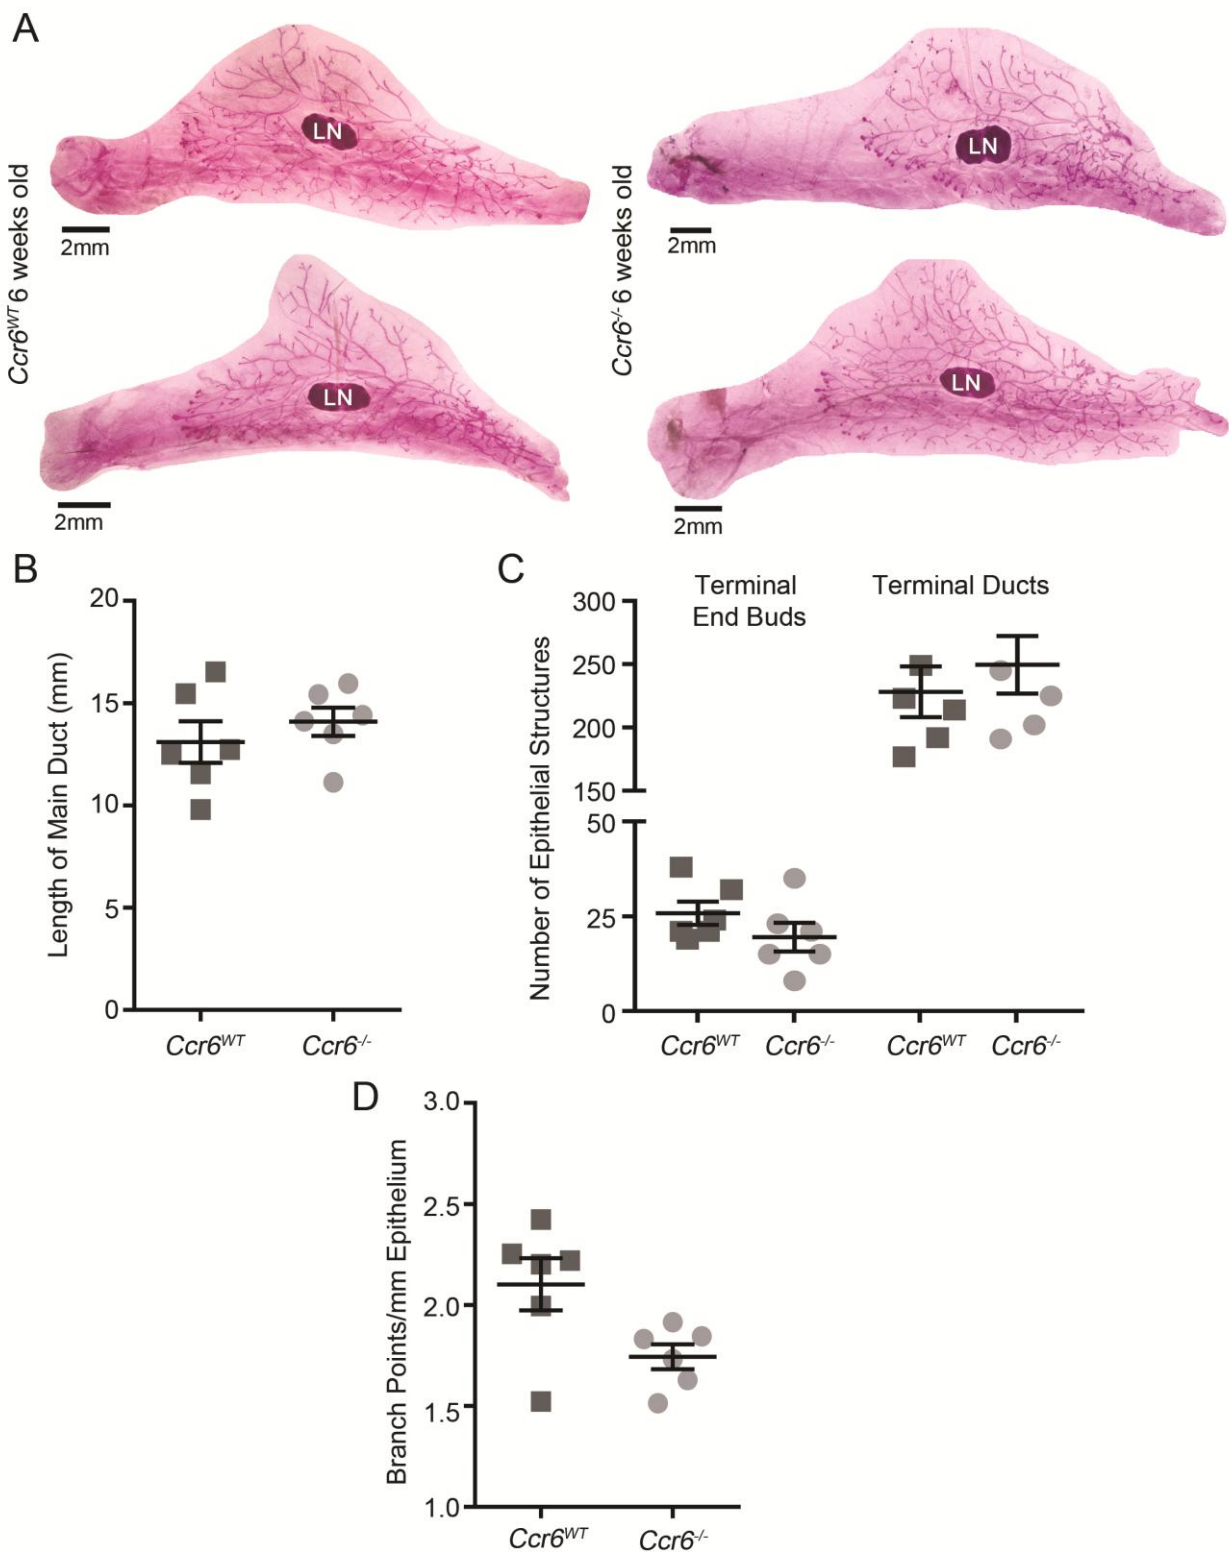 A
LN
LN
2mm
2mm
Ccr6WT 6 weeks old
Ccr6-/- 6 weeks old
LN
LN
2mm
2mm
B
Length of Main Duct (mm)
20
15
10
5
0
Ccr6WT
Ccr6-/-
C
Number of Epithelial Structures
Terminal
End Buds
Terminal Ducts
300
250
200
150
50
25
0
Ccr6WT
Ccr6-/-
Ccr6WT
Ccr6-/-
D
Branch Points/mm Epithelium
3.0
2.5
2.0
1.5
1.0
Ccr6WT
Ccr6-/-